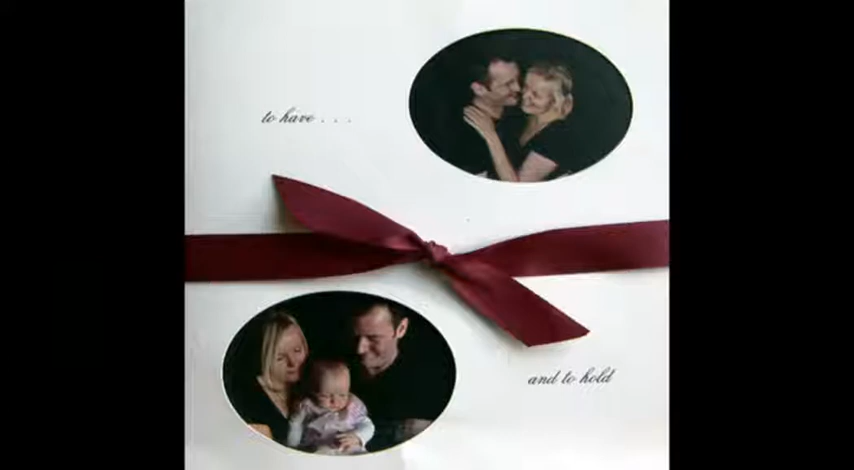 to have . . .
and to hold